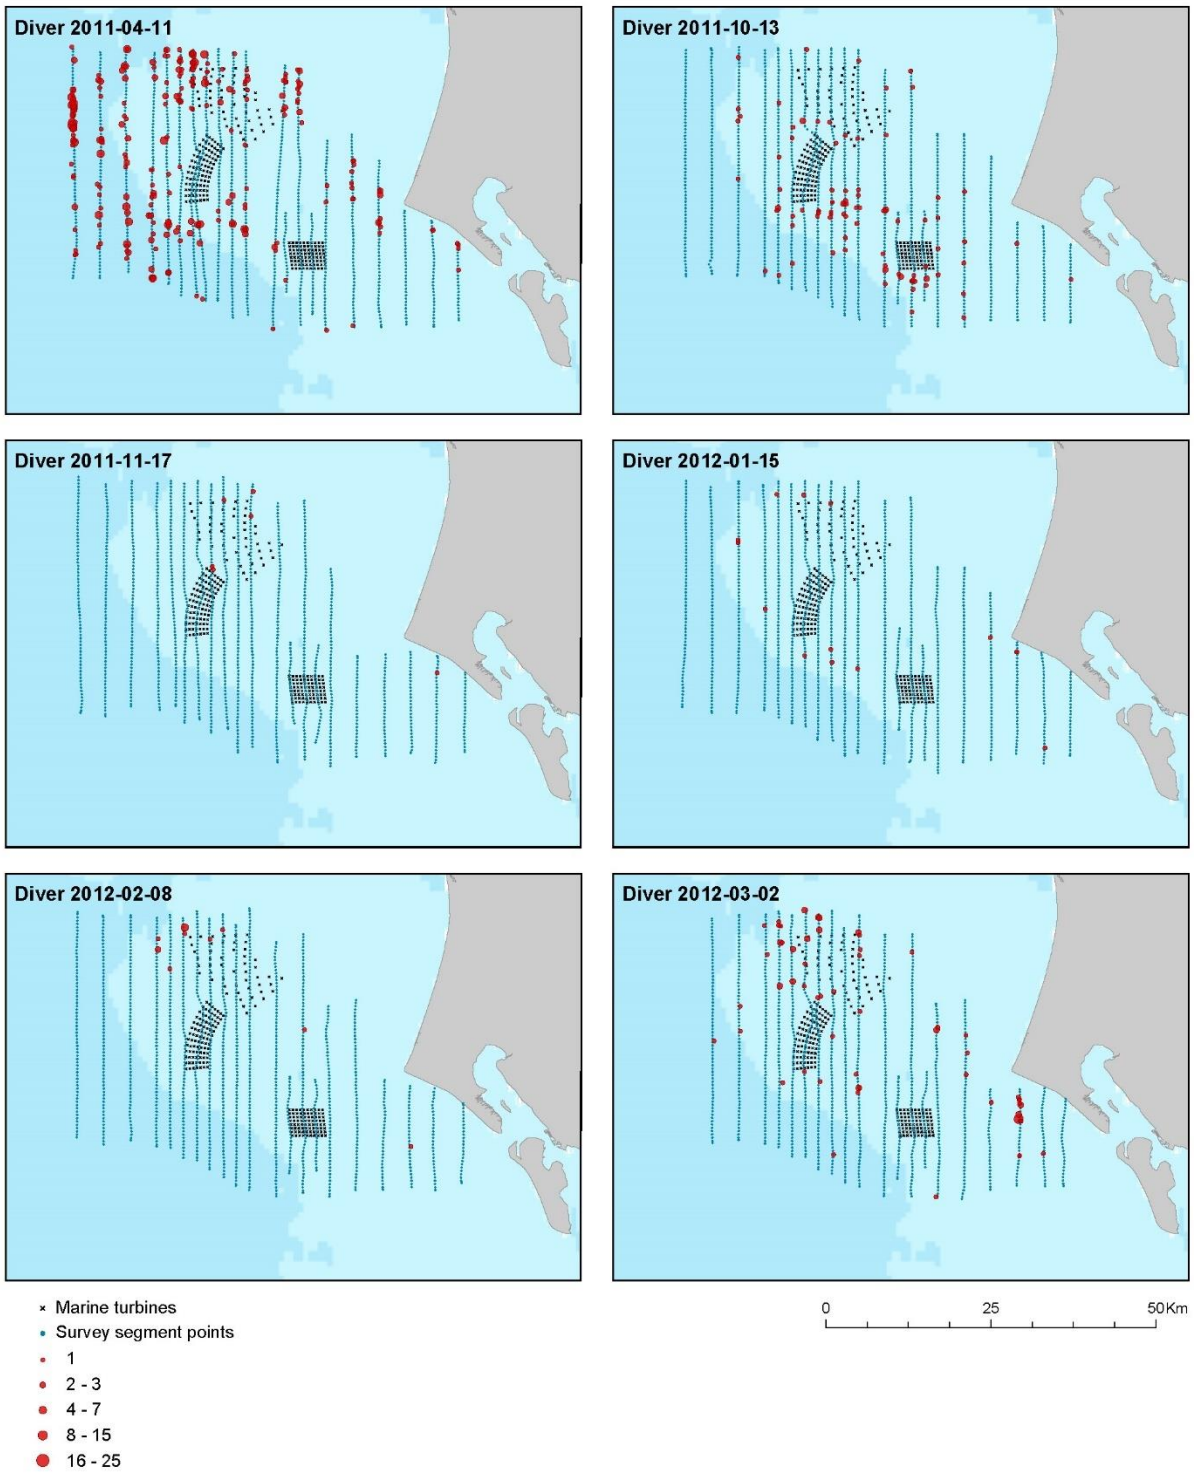 Diver 2011-04-11
Diver 2011-10-13
Diver 2011-11-17
Diver 2012-01-15
Diver 2012-02-08
Diver 2012-03-02
Marine turbines
Survey segment points
1
2 - 3
4 - 7
8 - 15
16 - 25
0 25 50 Km